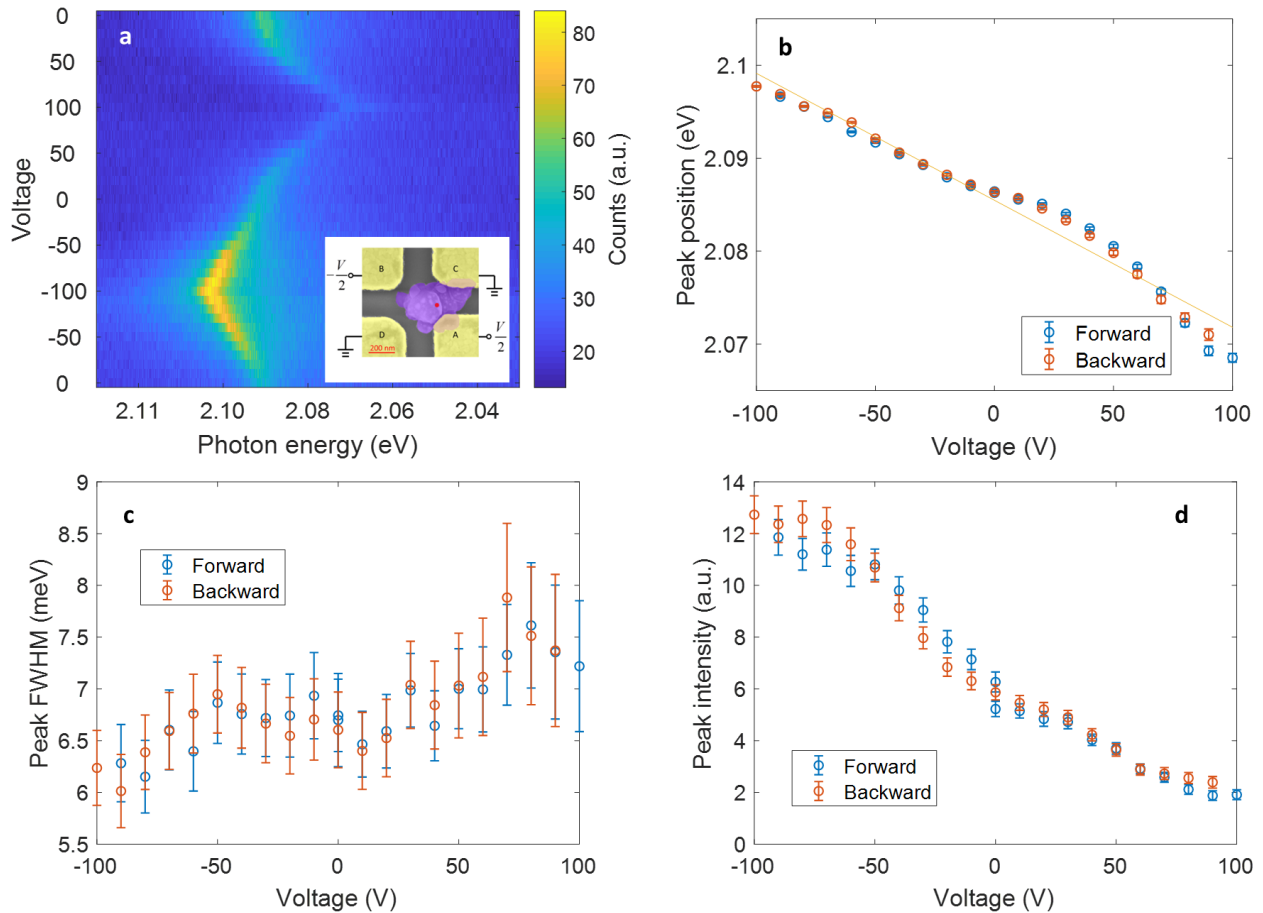 a
Voltage
0
50
100
50
0
-50
-100
-50
0
2.11
2.10
2.08
2.06
2.04
Photon energy (eV)
80
70
60
50
40
30
20
Counts (a.u.)
B
C
D
A
-V/2
V/2
200 nm
b
Peak position (eV)
2.1
2.09
2.08
2.07
Forward
Backward
-100
-50
0
50
100
Voltage (V)
c
Peak FWHM (meV)
9
8.5
8
7.5
7
6.5
6
5.5
Forward
Backward
-100
-50
0
50
100
Voltage (V)
d
Peak intensity (a.u.)
14
12
10
8
6
4
2
0
Forward
Backward
-100
-50
0
50
100
Voltage (V)